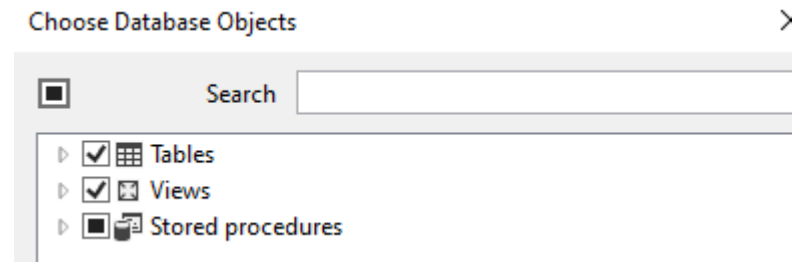 Choose Database Objects
Search
Tables
Views
Stored procedures